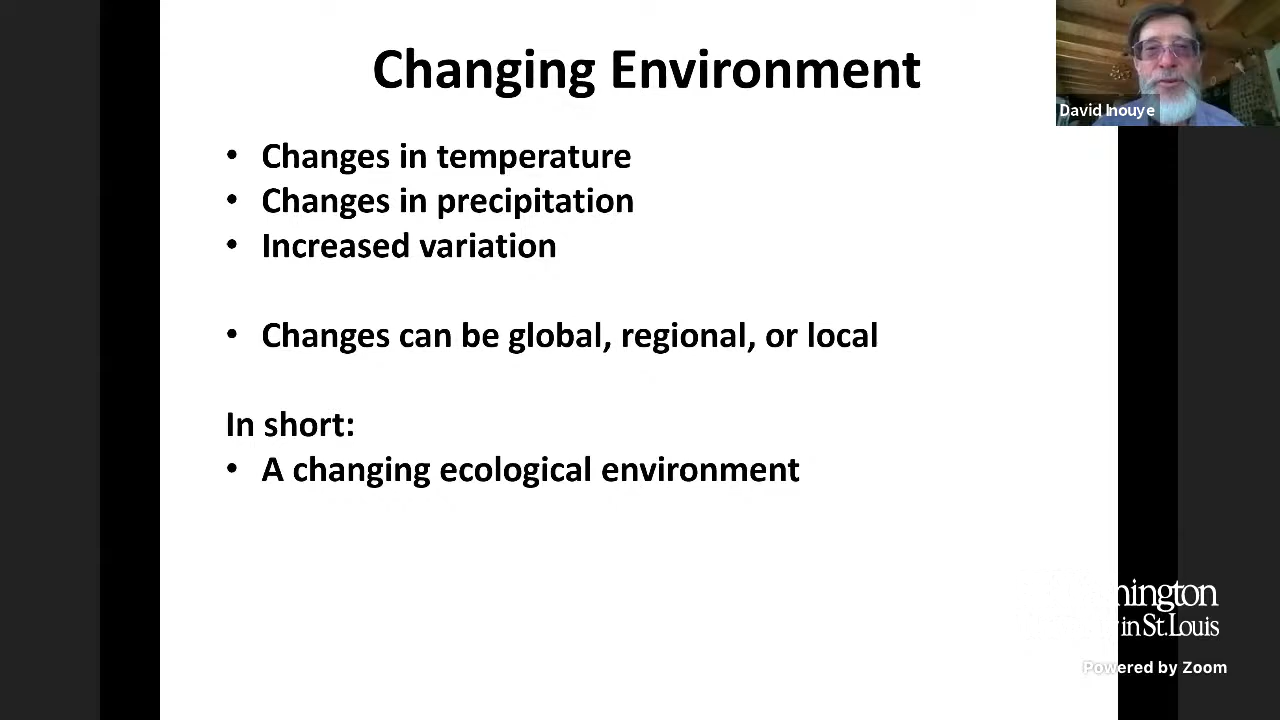 Changing Environment
David Inouye
• Changes in temperature
• Changes in precipitation
• Increased variation
• Changes can be global, regional, or local
In short:
• A changing ecological environment
in St. Louis
Powered by Zoom